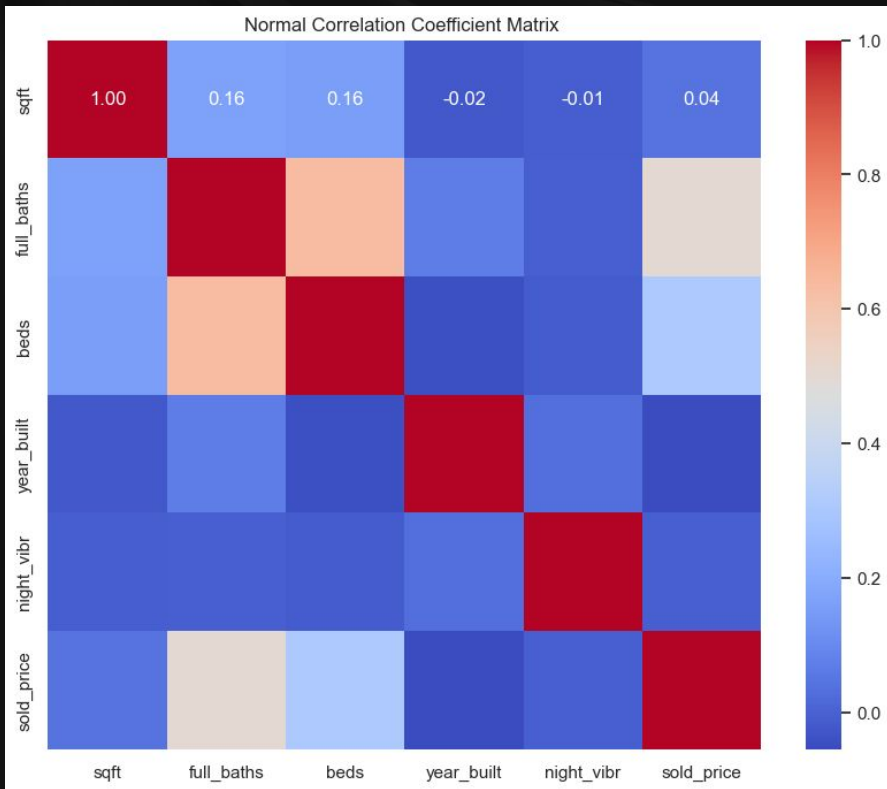 Normal Correlation Coefficient Matrix
sqft
1.00 0.16 0.16 -0.02 -0.01 0.04
full_baths
beds
year_built
night_vibr
sold_price
sqft full_baths beds year_built night_vibr sold_price
1.0
0.8
0.6
0.4
0.2
0.0